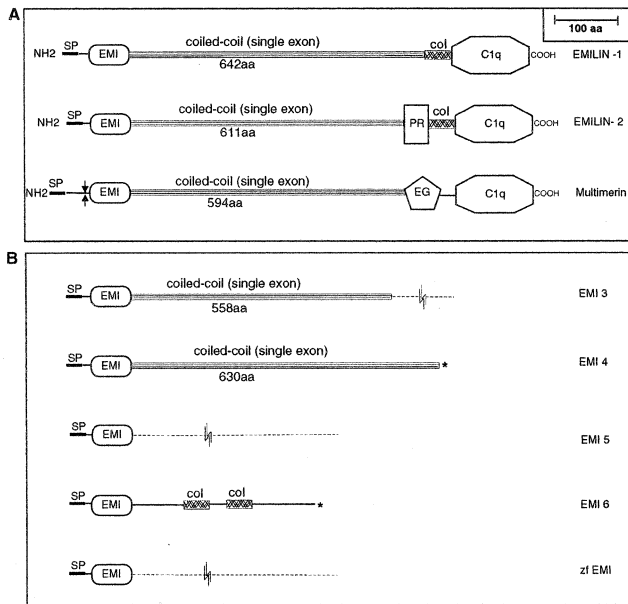 A
100 aa
coiled-coil (single exon)
col
NH2 SP EMI C1q COOH EMILIN -1
642aa
coiled-coil (single exon)
col
NH2 SP EMI PR C1q COOH EMILIN- 2
611aa
coiled-coil (single exon)
NH2 SP EMI EG C1q COOH Multimerin
594aa
B
coiled-coil (single exon)
SP EMI EMI 3
558aa
coiled-coil (single exon)
SP EMI * EMI 4
630aa
SP EMI EMI 5
col col
SP EMI * EMI 6
SP EMI zf EMI